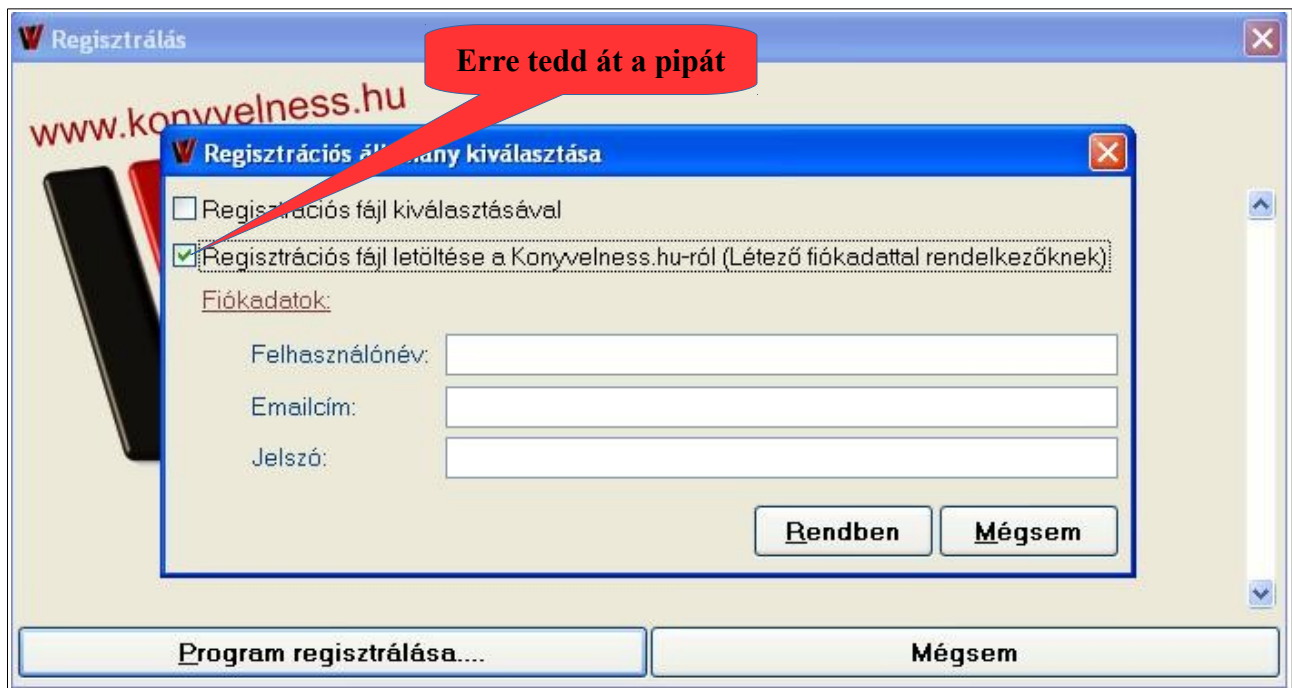 Regisztrálás
Erre tedd át a pipát
www.konyvelness.hu
Regisztrációs állomány kiválasztása
Regisztrációs fájl kiválasztásával
Regisztrációs fájl letöltése a Konyvelness.hu-ról (Létező fiókadattal rendelkezőknek)
Fiókadatok:
Felhasználónév:
Emailcím:
Jelszó:
Rendben Mégsem
Program regisztrálása.... Mégsem